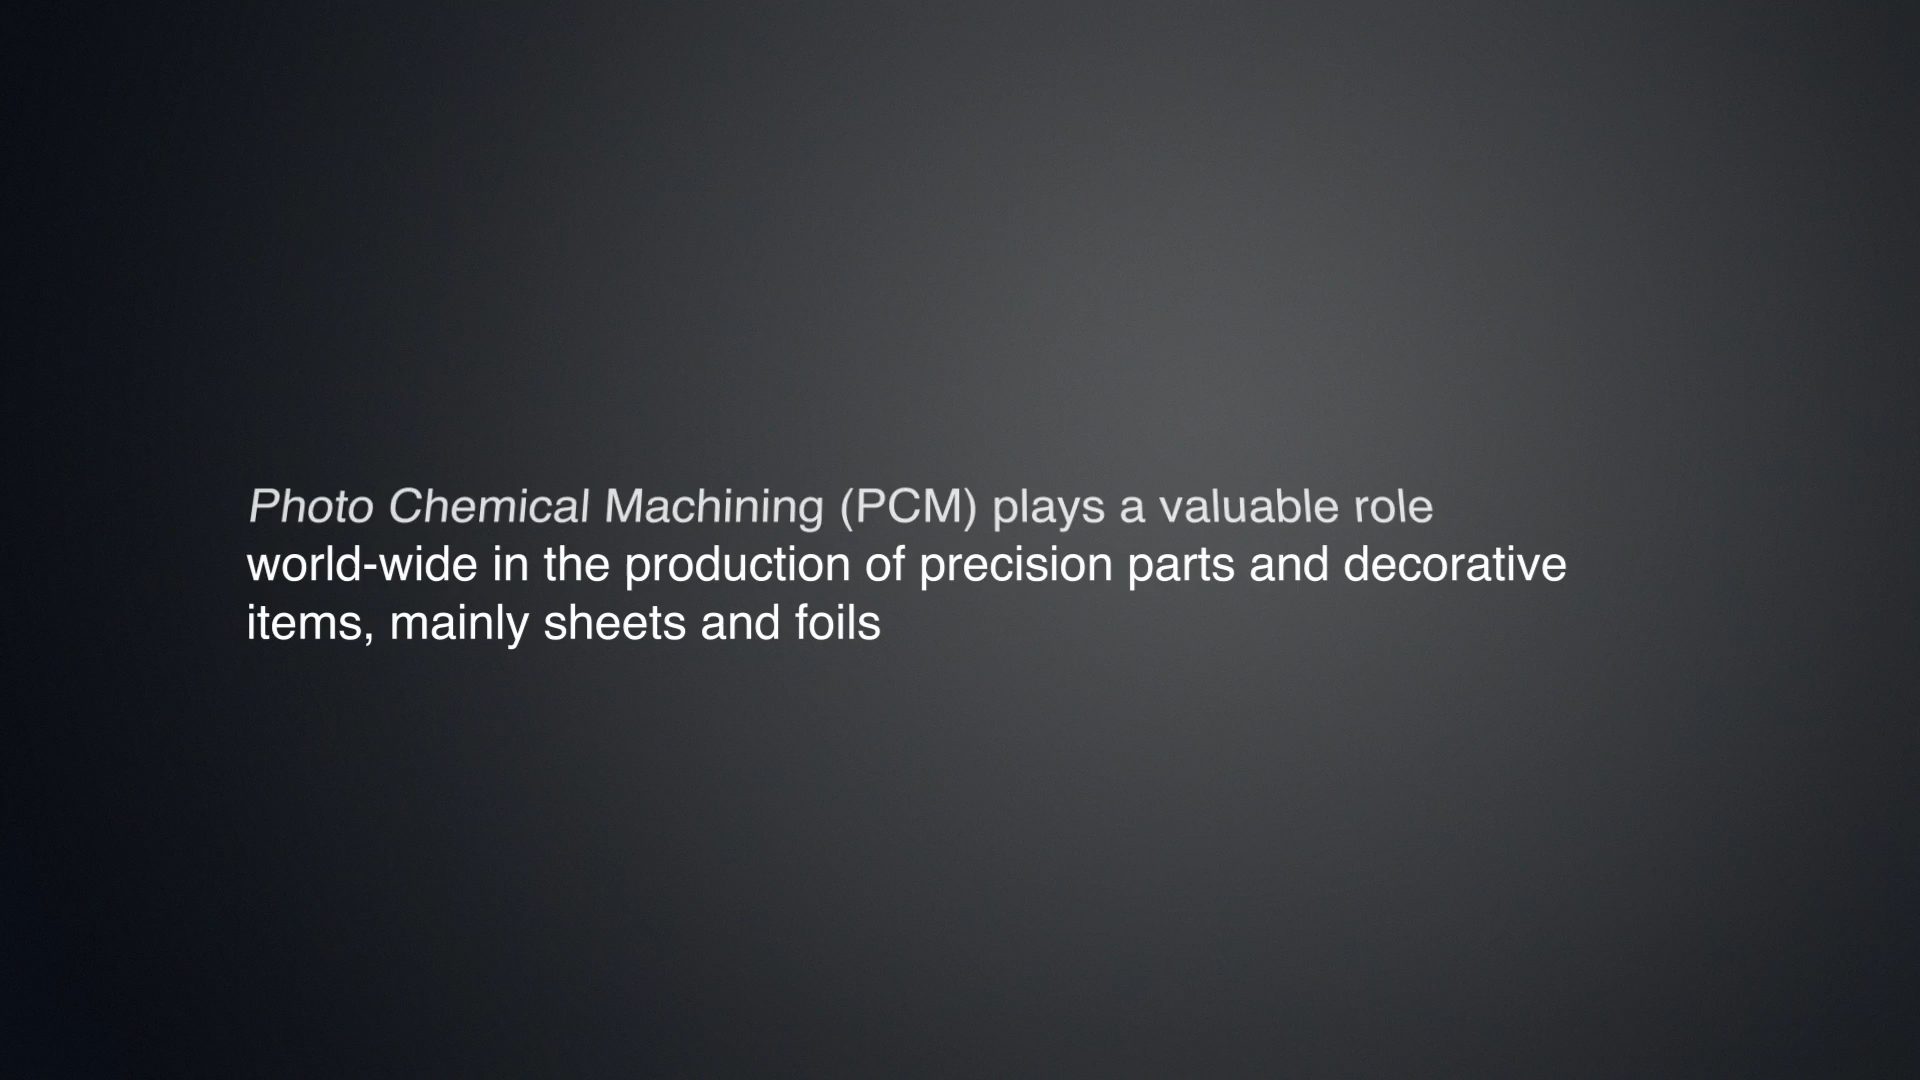 Photo Chemical Machining (PCM) plays a valuable role
world-wide in the production of precision parts and decorative
items, mainly sheets and foils